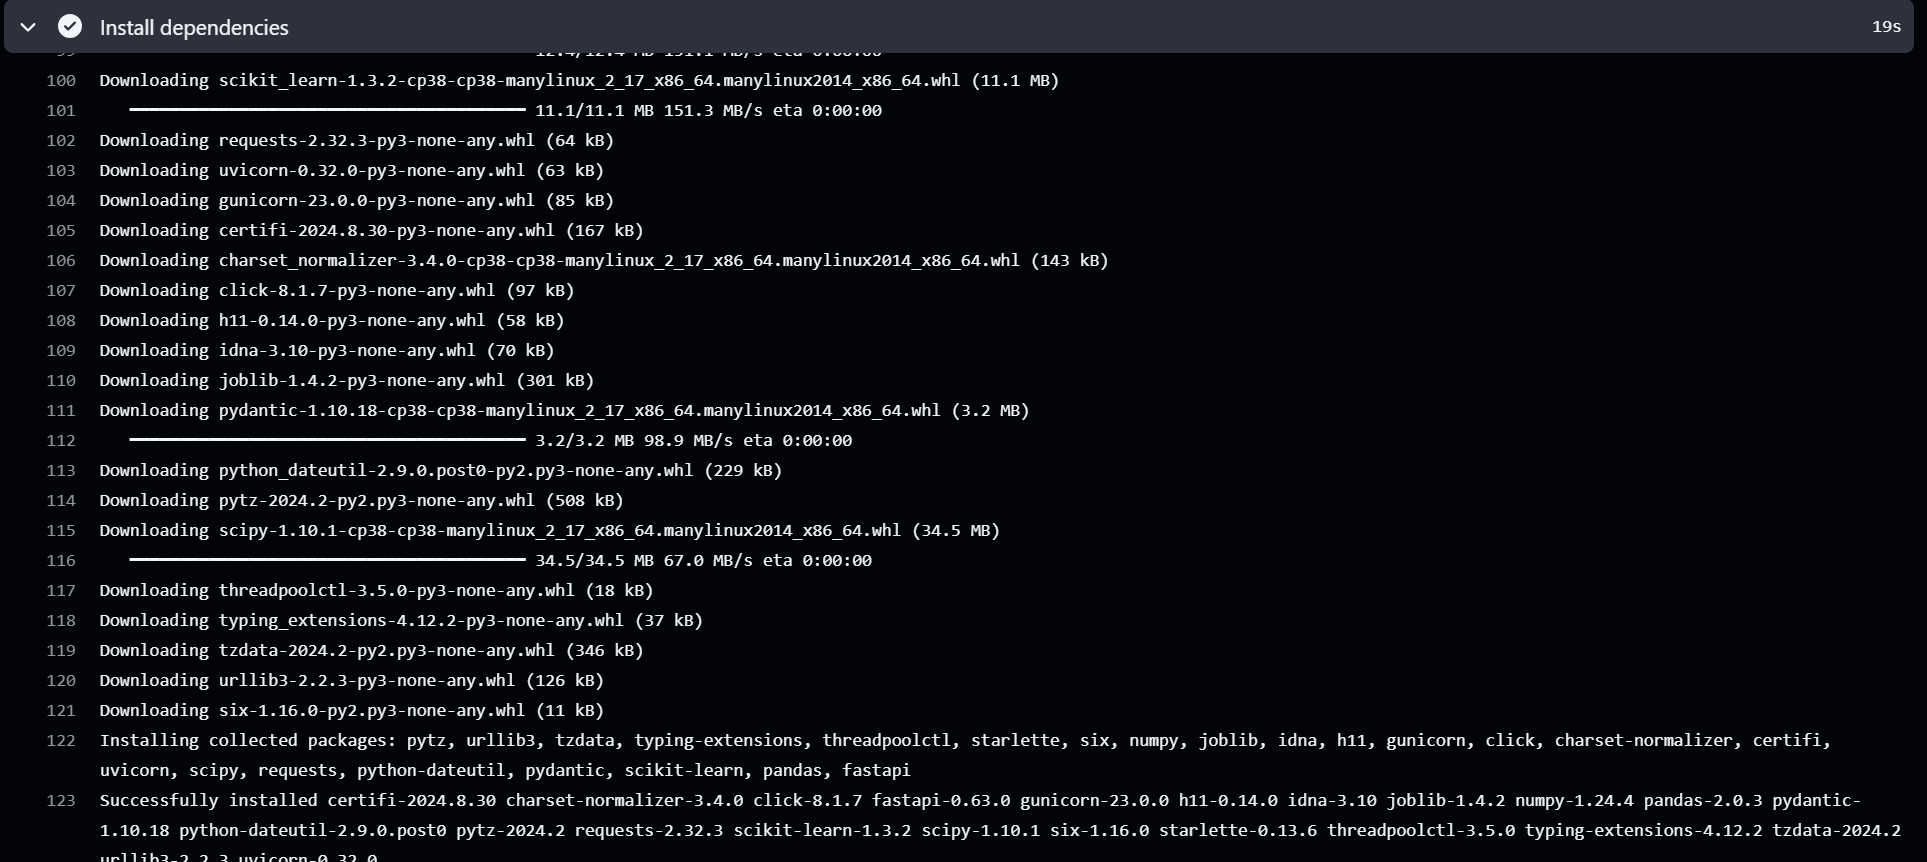 Install dependencies
19s
99 12.4/12.4 MB 151.1 MB/s eta 0:00:00
100 Downloading scikit_learn-1.3.2-cp38-cp38-manylinux_2_17_x86_64.manylinux2014_x86_64.whl (11.1 MB)
101 11.1/11.1 MB 151.3 MB/s eta 0:00:00
102 Downloading requests-2.32.3-py3-none-any.whl (64 kB)
103 Downloading uvicorn-0.32.0-py3-none-any.whl (63 kB)
104 Downloading gunicorn-23.0.0-py3-none-any.whl (85 kB)
105 Downloading certifi-2024.8.30-py3-none-any.whl (167 kB)
106 Downloading charset_normalizer-3.4.0-cp38-cp38-manylinux_2_17_x86_64.manylinux2014_x86_64.whl (143 kB)
107 Downloading click-8.1.7-py3-none-any.whl (97 kB)
108 Downloading h11-0.14.0-py3-none-any.whl (58 kB)
109 Downloading idna-3.10-py3-none-any.whl (70 kB)
110 Downloading joblib-1.4.2-py3-none-any.whl (301 kB)
111 Downloading pydantic-1.10.18-cp38-cp38-manylinux_2_17_x86_64.manylinux2014_x86_64.whl (3.2 MB)
112 3.2/3.2 MB 98.9 MB/s eta 0:00:00
113 Downloading python_dateutil-2.9.0.post0-py2.py3-none-any.whl (229 kB)
114 Downloading pytz-2024.2-py2.py3-none-any.whl (508 kB)
115 Downloading scipy-1.10.1-cp38-cp38-manylinux_2_17_x86_64.manylinux2014_x86_64.whl (34.5 MB)
116 34.5/34.5 MB 67.0 MB/s eta 0:00:00
117 Downloading threadpoolctl-3.5.0-py3-none-any.whl (18 kB)
118 Downloading typing_extensions-4.12.2-py3-none-any.whl (37 kB)
119 Downloading tzdata-2024.2-py2.py3-none-any.whl (346 kB)
120 Downloading urllib3-2.2.3-py3-none-any.whl (126 kB)
121 Downloading six-1.16.0-py2.py3-none-any.whl (11 kB)
122 Installing collected packages: pytz, urllib3, tzdata, typing-extensions, threadpoolctl, starlette, six, numpy, joblib, idna, h11, gunicorn, click, charset-normalizer, certifi,
uvicorn, scipy, requests, python-dateutil, pydantic, scikit-learn, pandas, fastapi
123 Successfully installed certifi-2024.8.30 charset-normalizer-3.4.0 click-8.1.7 fastapi-0.63.0 gunicorn-23.0.0 h11-0.14.0 idna-3.10 joblib-1.4.2 numpy-1.24.4 pandas-2.0.3 pydantic-
1.10.18 python-dateutil-2.9.0.post0 pytz-2024.2 requests-2.32.3 scikit-learn-1.3.2 scipy-1.10.1 six-1.16.0 starlette-0.13.6 threadpoolctl-3.5.0 typing-extensions-4.12.2 tzdata-2024.2
urllib3-2.2.3 uvicorn-0.32.0